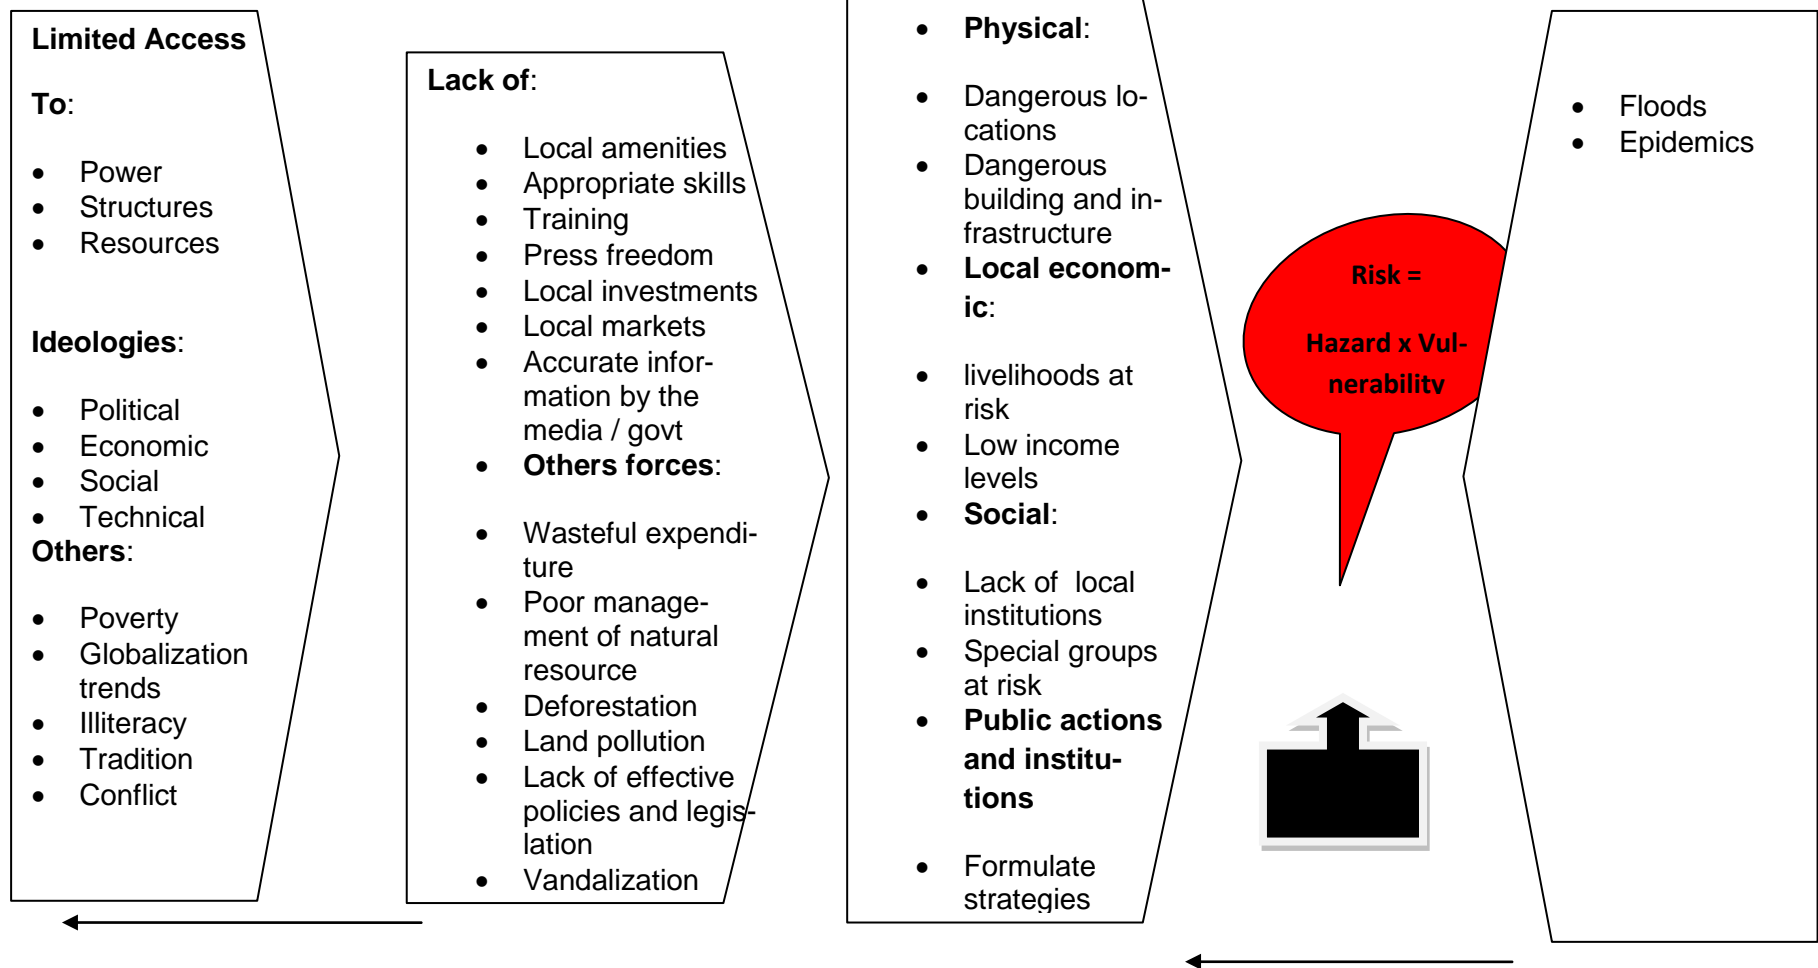 Limited Access
To:
• Power
• Structures
• Resources
Ideologies:
• Political
• Economic
• Social
• Technical
Others:
• Poverty
• Globalization
trends
• Illiteracy
• Tradition
• Conflict
Lack of:
• Local amenities
• Appropriate skills
• Training
• Press freedom
• Local investments
• Local markets
• Accurate infor-
mation by the
media / govt
• Others forces:
• Wasteful expendi-
ture
• Poor manage-
ment of natural
resource
• Deforestation
• Land pollution
• Lack of effective
policies and legis-
lation
• Vandalization
• Physical:
• Dangerous lo-
cations
• Dangerous
building and in-
frastructure
• Local econom-
ic:
• livelihoods at
risk
• Low income
levels
• Social:
• Lack of local
institutions
• Special groups
at risk
• Public actions
and institu-
tions
• Formulate
strategies
Risk =
Hazard x Vul-
nerability
• Floods
• Epidemics